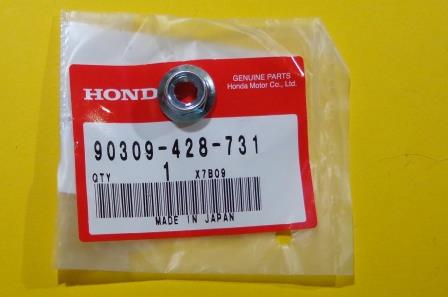 HONDA
GENUINE PARTS
Honda Motor Co., Ltd.
90309-428-731
QTY 1 X7B09
MADE IN JAPAN